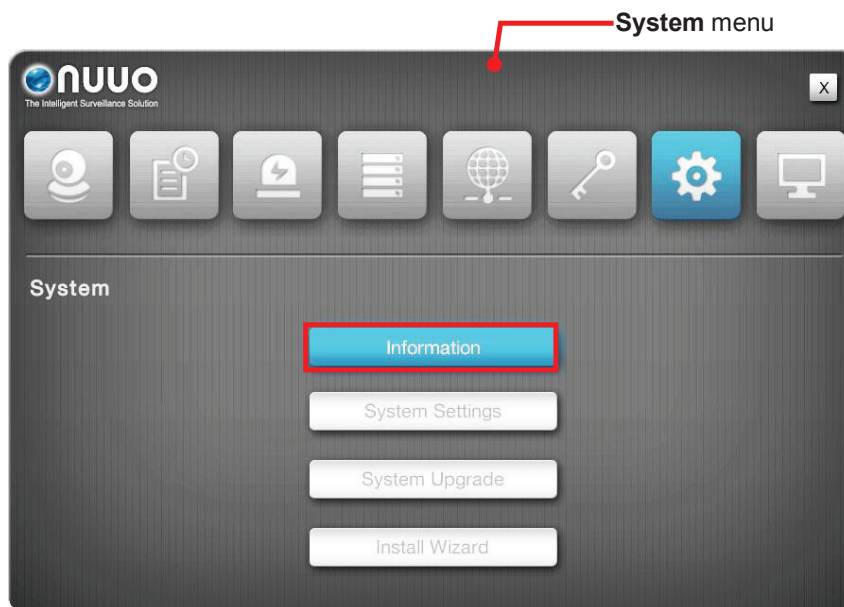 System menu
nuuo
The Intelligent Surveillance Solution
X
System
Information
System Settings
System Upgrade
Install Wizard